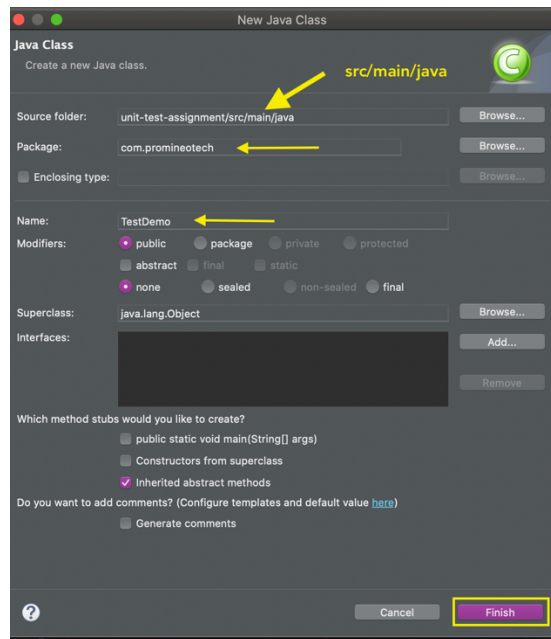 New Java Class
Java Class
Create a new Java class.
src/main/java
Source folder: unit-test-assignment/src/main/java Browse...
Package: com.promineotech Browse...
Enclosing type: Browse...
Name: TestDemo
Modifiers: public package private protected
abstract final static
none sealed non-sealed final
Superclass: java.lang.Object Browse...
Interfaces: Add...
Remove
Which method stubs would you like to create?
public static void main(String[] args)
Constructors from superclass
Inherited abstract methods
Do you want to add comments? (Configure templates and default value here)
Generate comments
? Cancel Finish